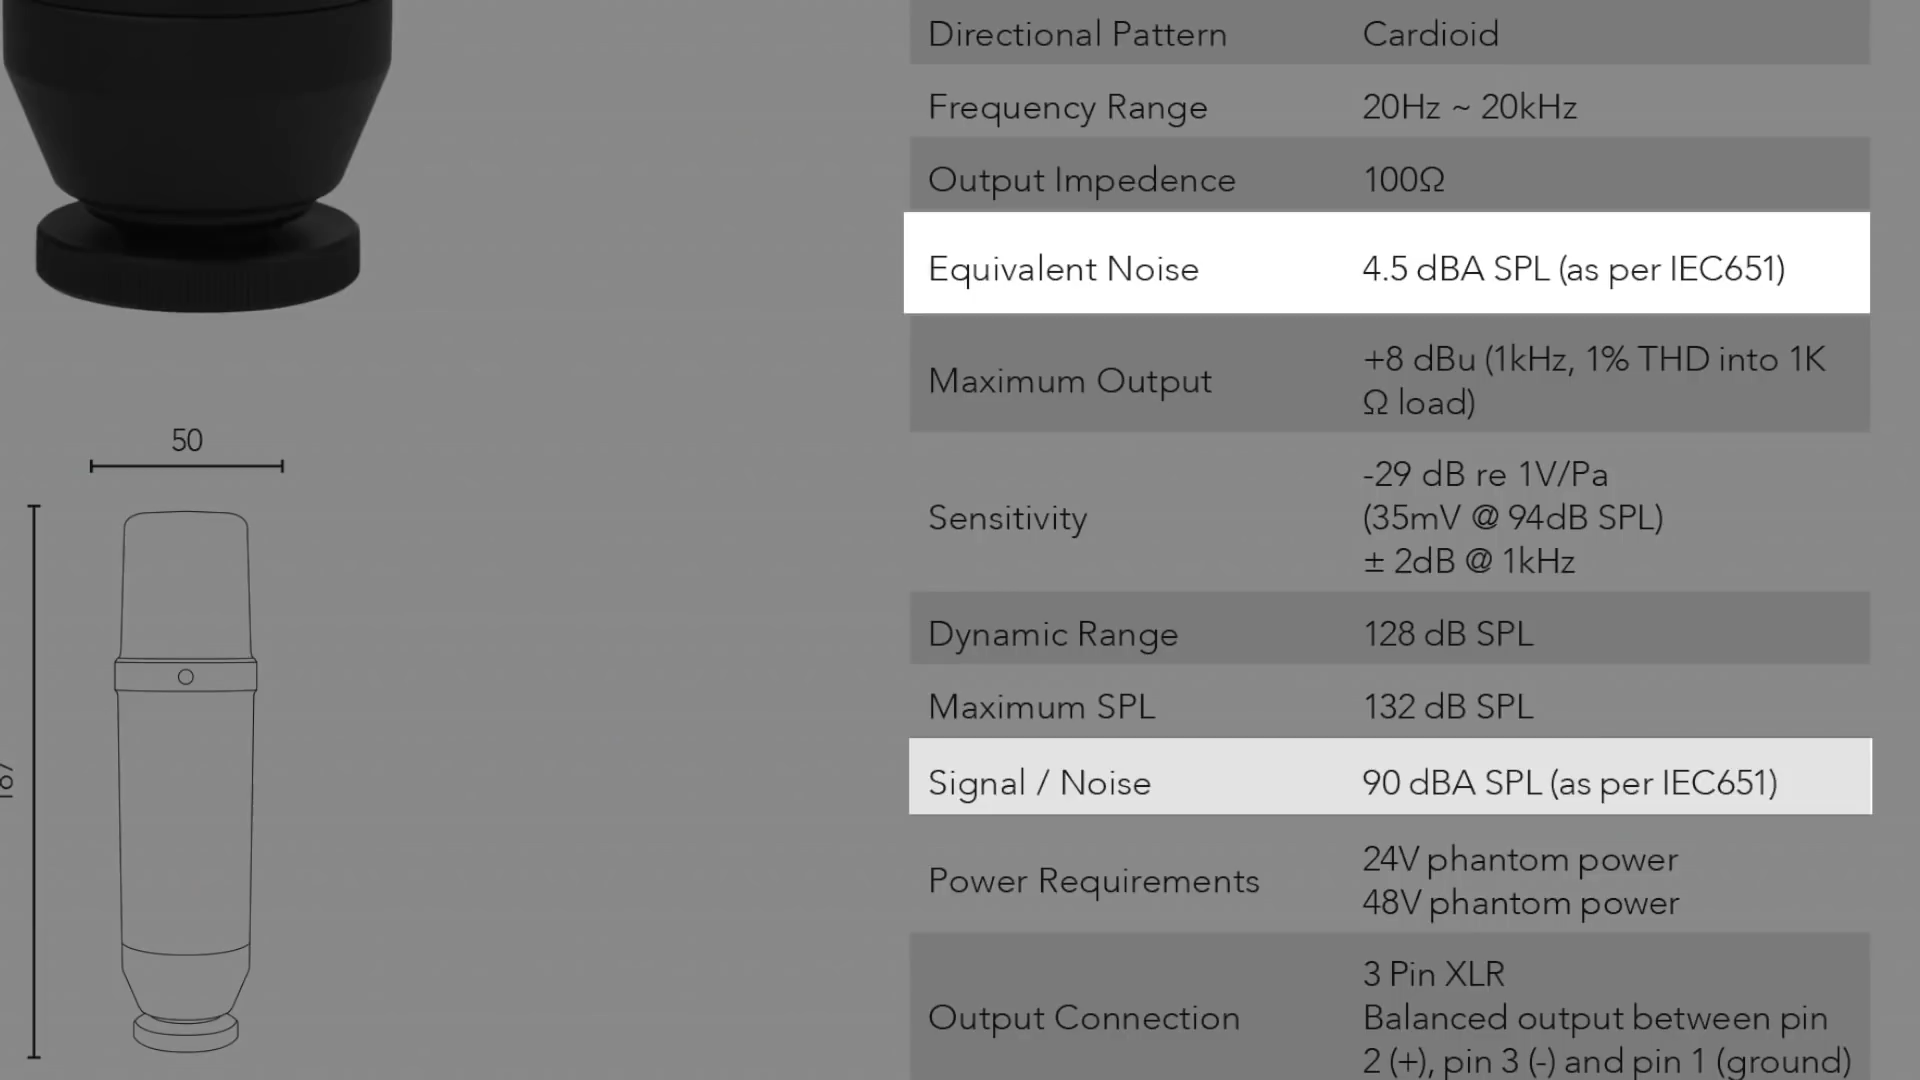 Directional Pattern Cardioid
Frequency Range 20Hz ~ 20kHz
Output Impedence 100Ω
Equivalent Noise 4.5 dBA SPL (as per IEC651)
Maximum Output +8 dBu (1kHz, 1% THD into 1K
Ω load)
Sensitivity -29 dB re 1V/Pa
(35mV @ 94dB SPL)
± 2dB @ 1kHz
Dynamic Range 128 dB SPL
Maximum SPL 132 dB SPL
Signal / Noise 90 dBA SPL (as per IEC651)
Power Requirements 24V phantom power
48V phantom power
Output Connection 3 Pin XLR
Balanced output between pin
2 (+), pin 3 (-) and pin 1 (ground)
50